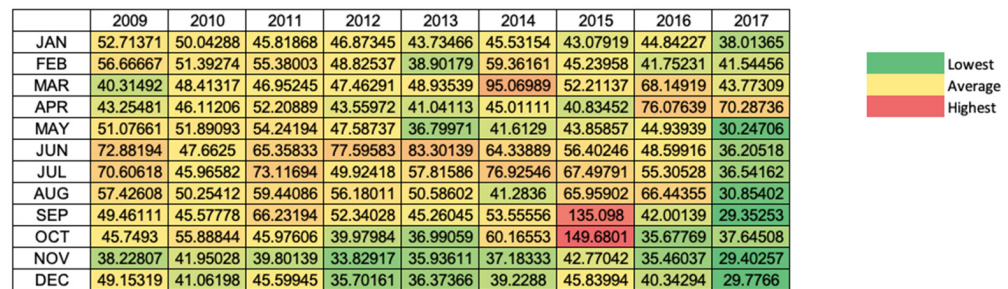 2009 2010 2011 2012 2013 2014 2015 2016 2017
JAN 52.71371 50.04288 45.81868 46.87345 43.73466 45.53154 43.07919 44.84227 38.01365
FEB 56.66667 51.39274 55.38003 48.82537 38.90179 59.36161 45.23958 41.75231 41.54456
Lowest
MAR 40.31492 48.41317 46.95245 47.46291 48.93539 95.06989 52.21137 68.14919 43.77309
Average
APR 43.25481 46.11206 52.20889 43.55972 41.04113 45.01111 40.83452 76.07639 70.28736
Highest
MAY 51.07661 51.89093 54.24194 47.58737 36.79971 41.6129 43.85857 44.93939 30.24706
JUN 72.88194 47.6625 65.35833 77.59583 83.30139 64.33889 56.40246 48.59916 36.20518
JUL 70.60618 45.96582 73.11694 49.92418 57.81586 76.92546 67.49791 55.30528 36.54162
AUG 57.42608 50.25412 59.44086 56.18011 50.58602 41.2836 65.95902 66.44355 30.85402
SEP 49.46111 45.57778 66.23194 52.34028 45.26045 53.55556 135.098 42.00139 29.35253
OCT 45.7493 55.88844 45.97606 39.97984 36.99059 60.16553 149.6801 35.67769 37.64508
NOV 38.22807 41.95028 39.80139 33.82917 35.93611 37.18333 42.77042 35.46037 29.40257
DEC 49.15319 41.06198 45.59945 35.70161 36.37366 39.2288 45.83994 40.34294 29.7766